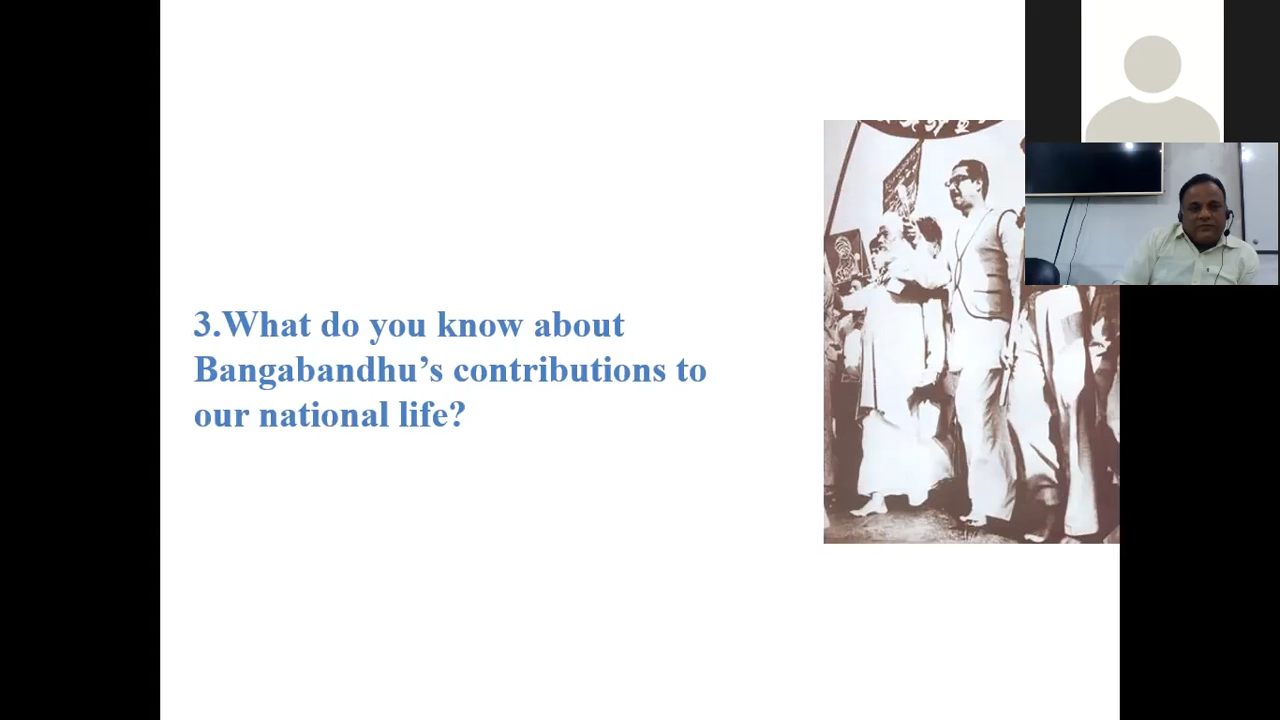 3.What do you know about
Bangabandhu’s contributions to
our national life?